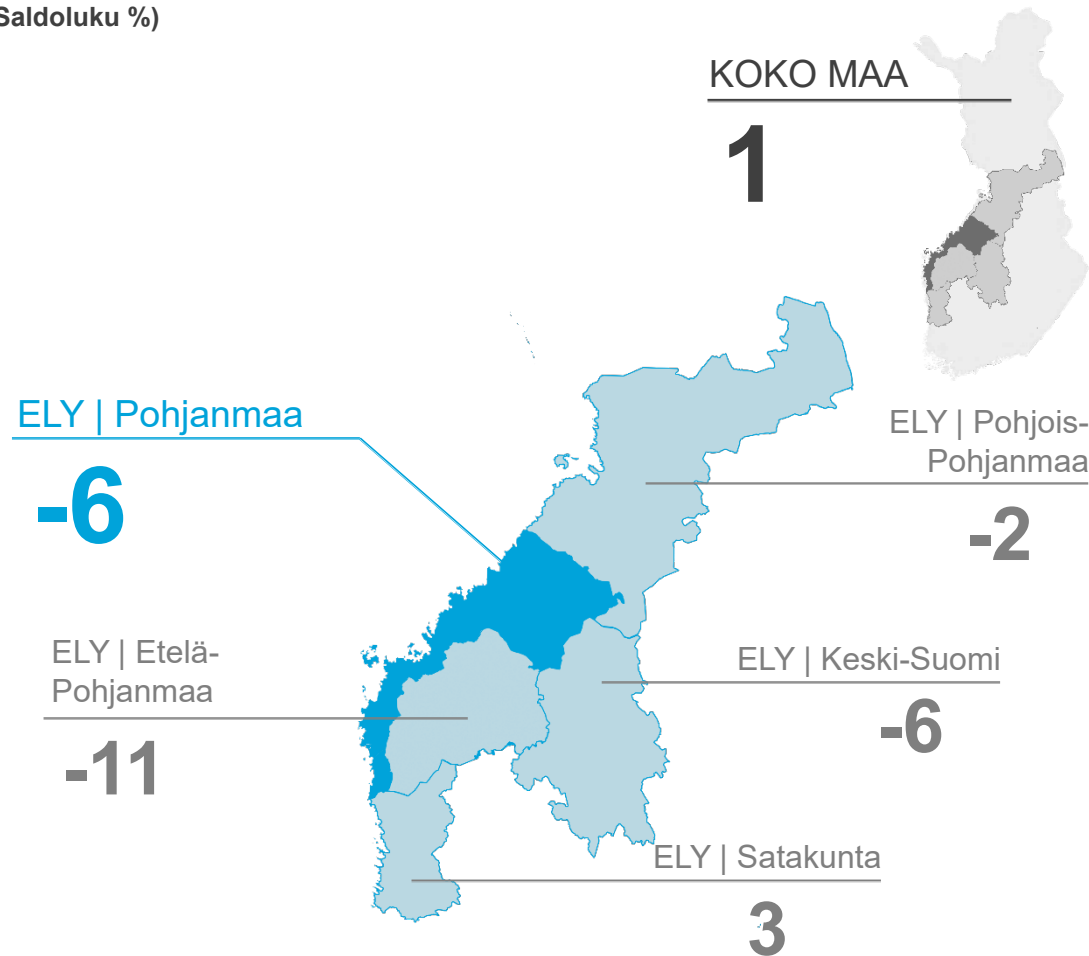 Saldoluku %)
KOKO MAA
1
ELY | Pohjanmaa
-6
ELY | Pohjois-
Pohjanmaa
-2
ELY | Etelä-
Pohjanmaa
-11
ELY | Keski-Suomi
-6
ELY | Satakunta
3